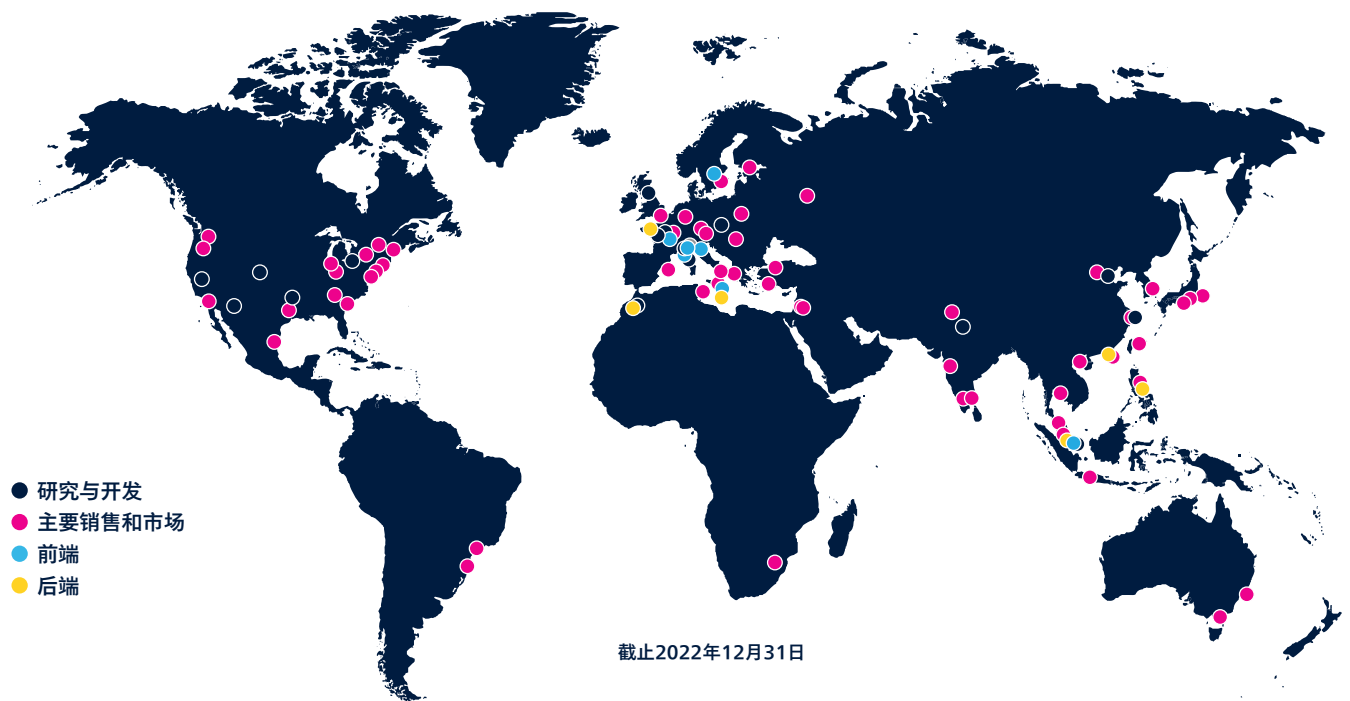 研究与开发
主要销售和市场
前端
后端
截止2022年12月31日